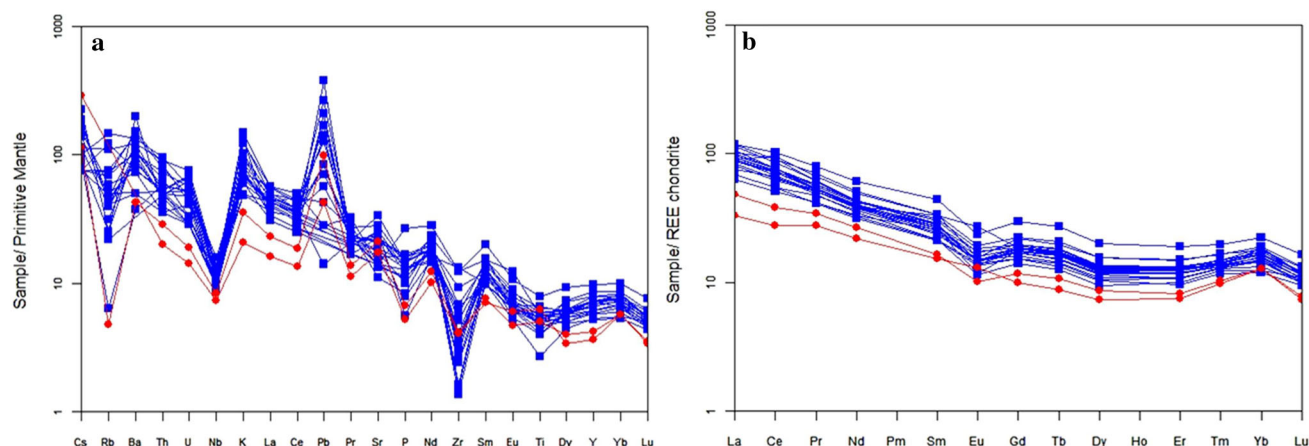 a
Sample/ Primitive Mantle
1000
100
10
1
Cs Rb Ba Th U Nb K La Ce Pb Pr Sr P Nd Zr Sm Eu Ti Dy Y Yb Lu
b
Sample/ REE chondrite
1000
100
10
1
La Ce Pr Nd Pm Sm Eu Gd Tb Dy Ho Er Tm Yb Lu